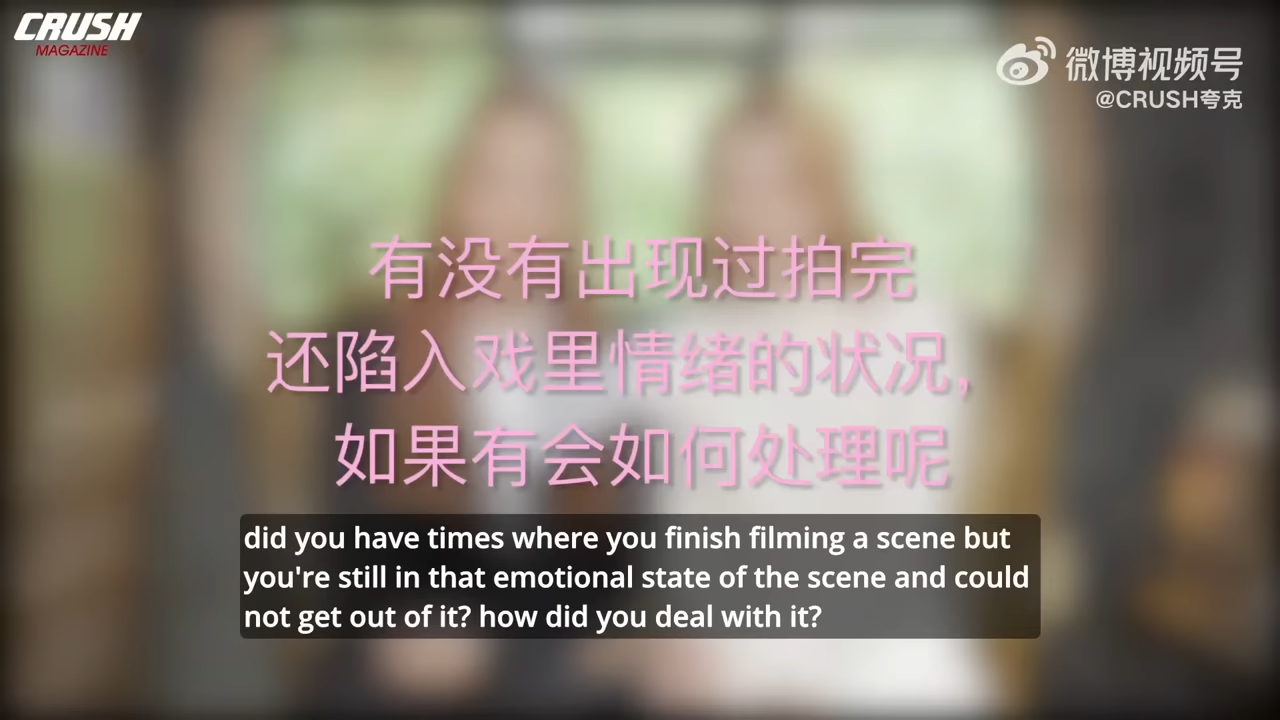 CRUSH
MAGAZINE
微博视频号
@CRUSH夸克
有没有出现过拍完
还陷入戏里情绪的状况,
如果有会如何处理呢
did you have times where you finish filming a scene but
you're still in that emotional state of the scene and could
not get out of it? how did you deal with it?